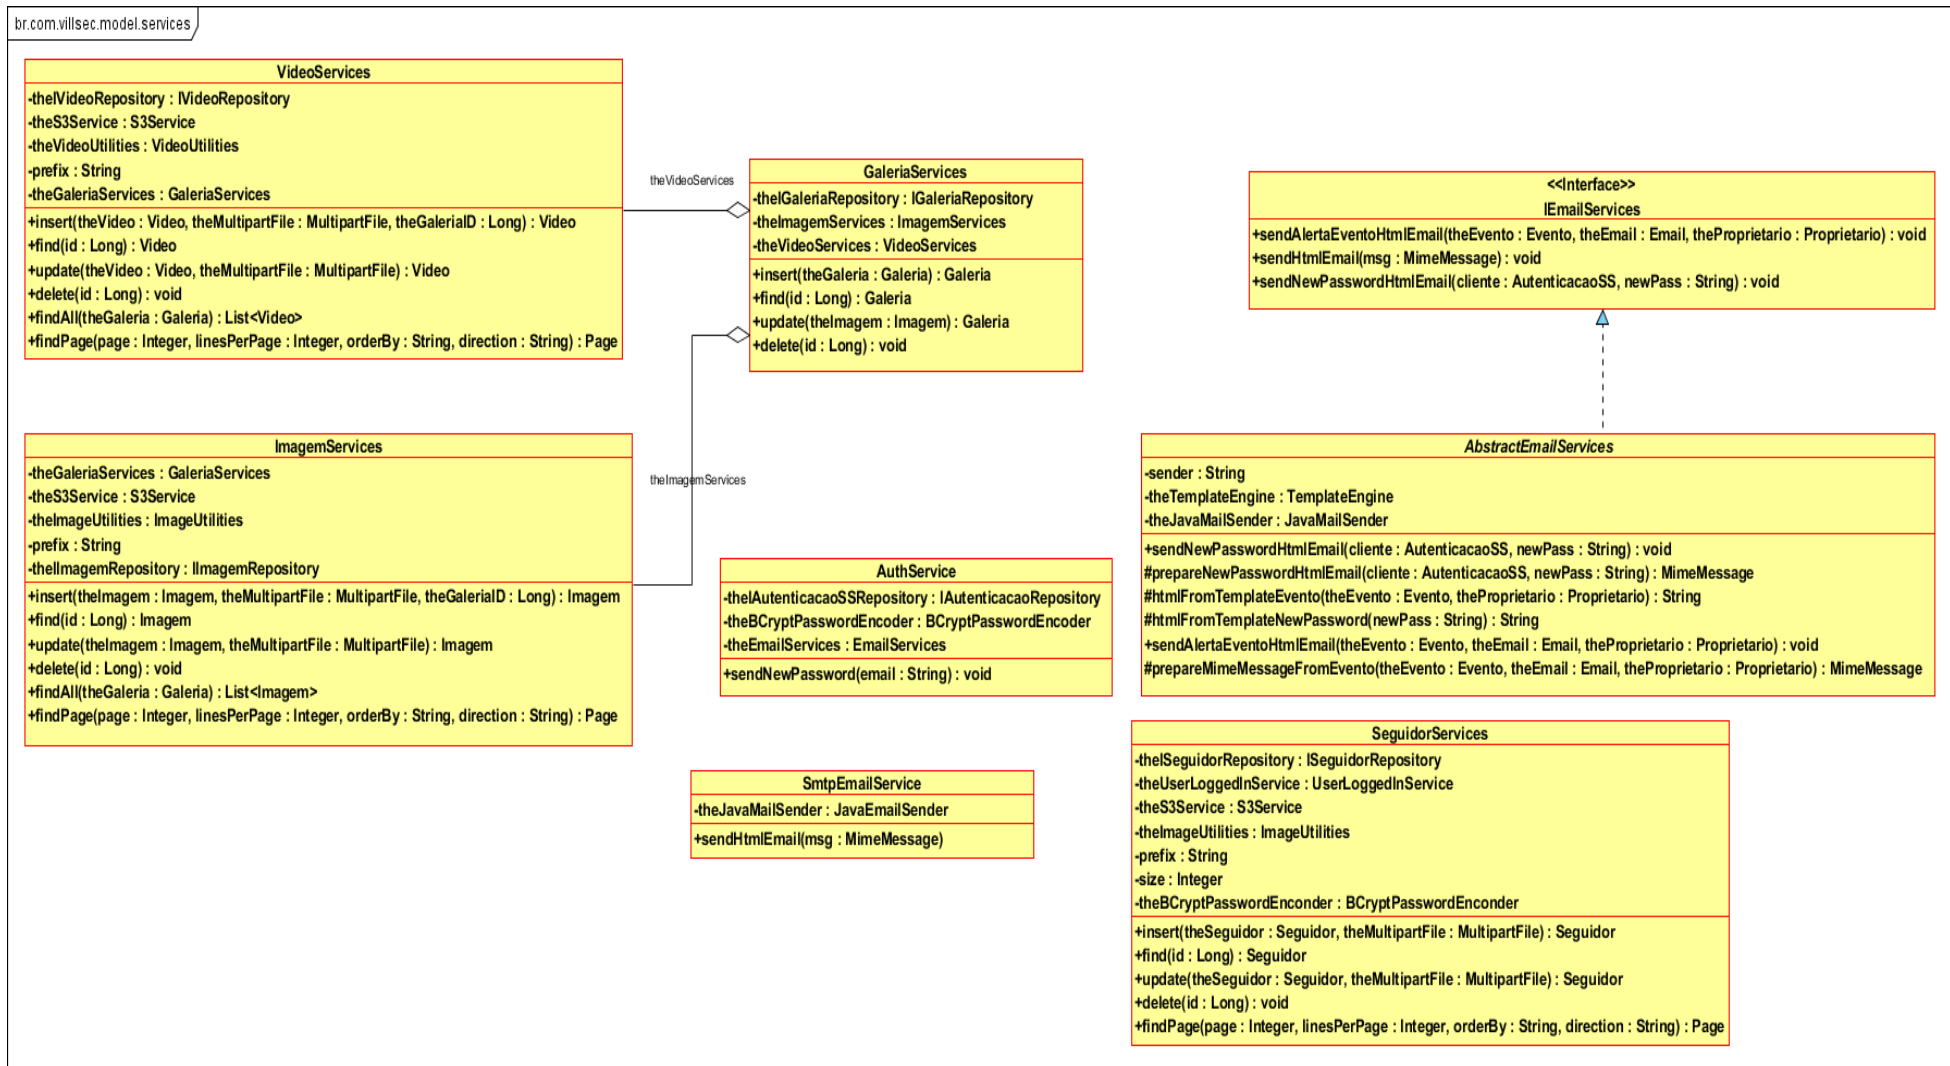 br.com.villsec.model.services
VideoServices
-theIVideoRepository : IVideoRepository
-theS3Service : S3Service
-theVideoUtilities : VideoUtilities
-prefix : String
-theGaleriaServices : GaleriaServices
+insert(theVideo : Video, theMultipartFile : MultipartFile, theGaleriaID : Long) : Video
+find(id : Long) : Video
+update(theVideo : Video, theMultipartFile : MultipartFile) : Video
+delete(id : Long) : void
+findAll(theGaleria : Galeria) : List<Video>
+findPage(page : Integer, linesPerPage : Integer, orderBy : String, direction : String) : Page
theVideoServices
GaleriaServices
-theIGaleriaRepository : IGaleriaRepository
-theImagemServices : ImagemServices
-theVideoServices : VideoServices
+insert(theGaleria : Galeria) : Galeria
+find(id : Long) : Galeria
+update(theImagem : Imagem) : Galeria
+delete(id : Long) : void
<<Interface>>
IEmailServices
+sendAlertaEventoHtmlEmail(theEvento : Evento, theEmail : Email, theProprietario : Proprietario) : void
+sendHtmlEmail(msg : MimeMessage) : void
+sendNewPasswordHtmlEmail(cliente : AutenticacaoSS, newPass : String) : void
ImagemServices
-theGaleriaServices : GaleriaServices
-theS3Service : S3Service
-theImageUtilities : ImageUtilities
-prefix : String
-theIImagemRepository : IImagemRepository
+insert(theImagem : Imagem, theMultipartFile : MultipartFile, theGaleriaID : Long) : Imagem
+find(id : Long) : Imagem
+update(theImagem : Imagem, theMultipartFile : MultipartFile) : Imagem
+delete(id : Long) : void
+findAll(theGaleria : Galeria) : List<Imagem>
+findPage(page : Integer, linesPerPage : Integer, orderBy : String, direction : String) : Page
theImagemServices
AuthService
-theIAutenticacaoSSRepository : IAutenticacaoRepository
-theBCryptPasswordEncoder : BCryptPasswordEncoder
-theEmailServices : EmailServices
+sendNewPassword(email : String) : void
AbstractEmailServices
-sender : String
-theTemplateEngine : TemplateEngine
-theJavaMailSender : JavaMailSender
+sendNewPasswordHtmlEmail(cliente : AutenticacaoSS, newPass : String) : void
#prepareNewPasswordHtmlEmail(cliente : AutenticacaoSS, newPass : String) : MimeMessage
#htmlFromTemplateEvento(theEvento : Evento, theProprietario : Proprietario) : String
#htmlFromTemplateNewPassword(newPass : String) : String
+sendAlertaEventoHtmlEmail(theEvento : Evento, theEmail : Email, theProprietario : Proprietario) : void
#prepareMimeMessageFromEvento(theEvento : Evento, theEmail : Email, theProprietario : Proprietario) : MimeMessage
SmtpEmailService
-theJavaMailSender : JavaEmailSender
+sendHtmlEmail(msg : MimeMessage)
SeguidorServices
-theISeguidorRepository : ISeguidorRepository
-theUserLoggedInService : UserLoggedInService
-theS3Service : S3Service
-theImageUtilities : ImageUtilities
-prefix : String
-size : Integer
-theBCryptPasswordEnconder : BCryptPasswordEnconder
+insert(theSeguidor : Seguidor, theMultipartFile : MultipartFile) : Seguidor
+find(id : Long) : Seguidor
+update(theSeguidor : Seguidor, theMultipartFile : MultipartFile) : Seguidor
+delete(id : Long) : void
+findPage(page : Integer, linesPerPage : Integer, orderBy : String, direction : String) : Page